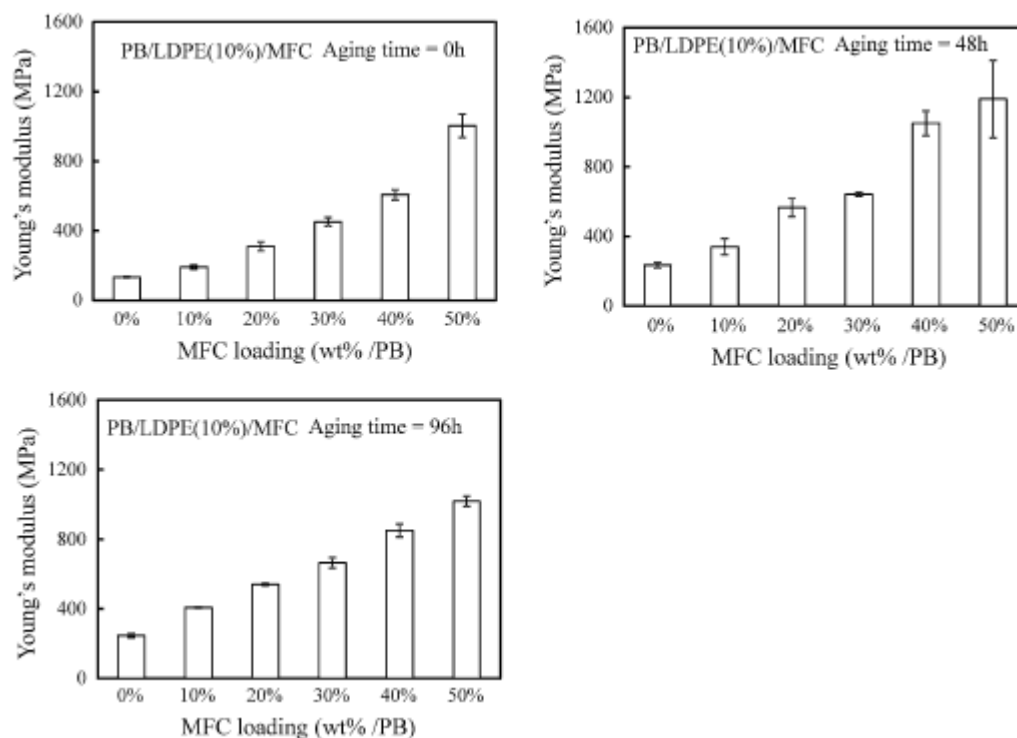 1600
PB/LDPE(10%)/MFC Aging time = 0h
1200
800
400
0
Young's modulus (MPa)
0% 10% 20% 30% 40% 50%
MFC loading (wt% /PB)
1600
PB/LDPE(10%)/MFC Aging time = 48h
1200
800
400
0
Young's modulus (MPa)
0% 10% 20% 30% 40% 50%
MFC loading (wt% /PB)
1600
PB/LDPE(10%)/MFC Aging time = 96h
1200
800
400
0
Young's modulus (MPa)
0% 10% 20% 30% 40% 50%
MFC loading (wt% /PB)